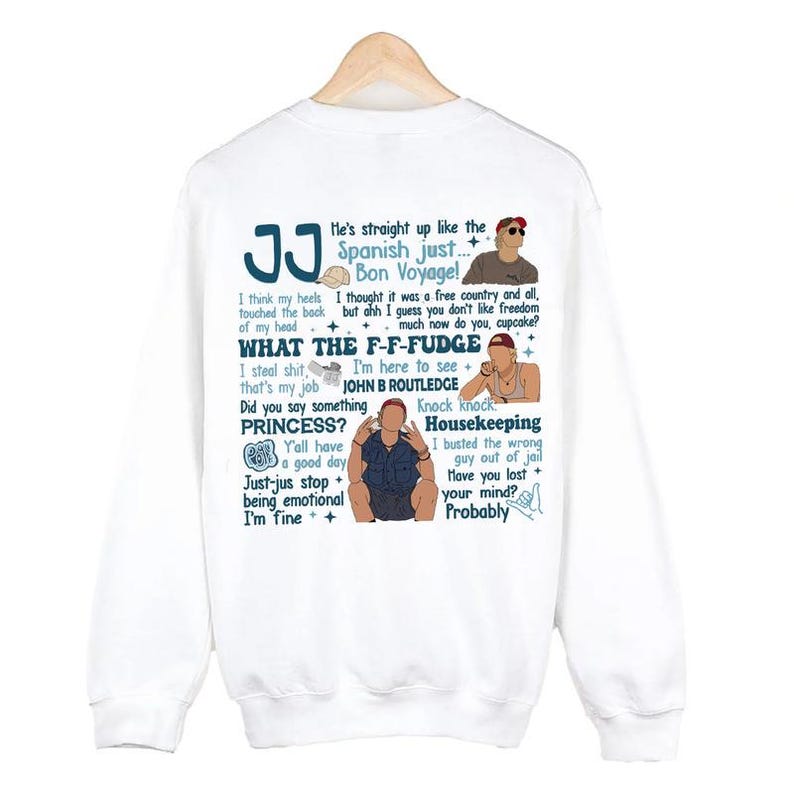 JJ
He's straight up like the
Spanish just...
Bon Voyage!
I think my heels
touched the back
of my head
I thought it was a free country and all,
but ahh I guess you don't like freedom
much now do you, cupcake?
WHAT THE F-F-FUDGE
I steal shit,
that's my job
I'm here to see
JOHN B ROUTLEDGE
Did you say something
PRINCESS?
Knock knock.
Housekeeping
Y'all have
a good day
I busted the wrong
guy out of jail
Just-jus stop
being emotional
I'm fine
Have you lost
your mind?
Probably